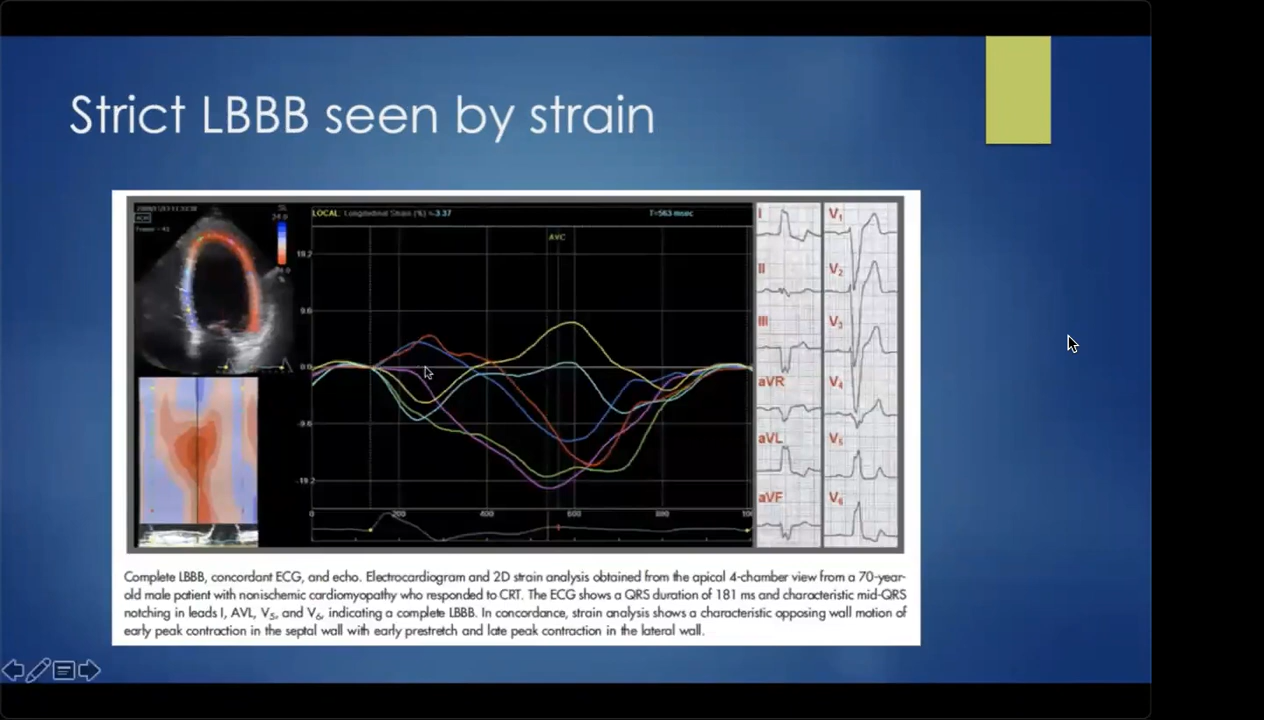 Strict LBBB seen by strain
LOCAL: Longitudinal Strain (%) =-3.37
T=563 msec
AVC
19.2
9.6
0.0
-9.6
-19.2
0
200
400
600
800
I
II
III
aVR
aVL
aVF
V1
V2
V3
V4
V5
V6
Complete LBBB, concordant ECG, and echo. Electrocardiogram and 2D strain analysis obtained from the apical 4-chamber view from a 70-year-
old male patient with nonischemic cardiomyopathy who responded to CRT. The ECG shows a QRS duration of 181 ms and characteristic mid-QRS
notching in leads I, AVL, V5, and V6, indicating a complete LBBB. In concordance, strain analysis shows a characteristic opposing wall motion of
early peak contraction in the septal wall with early prestretch and late peak contraction in the lateral wall.